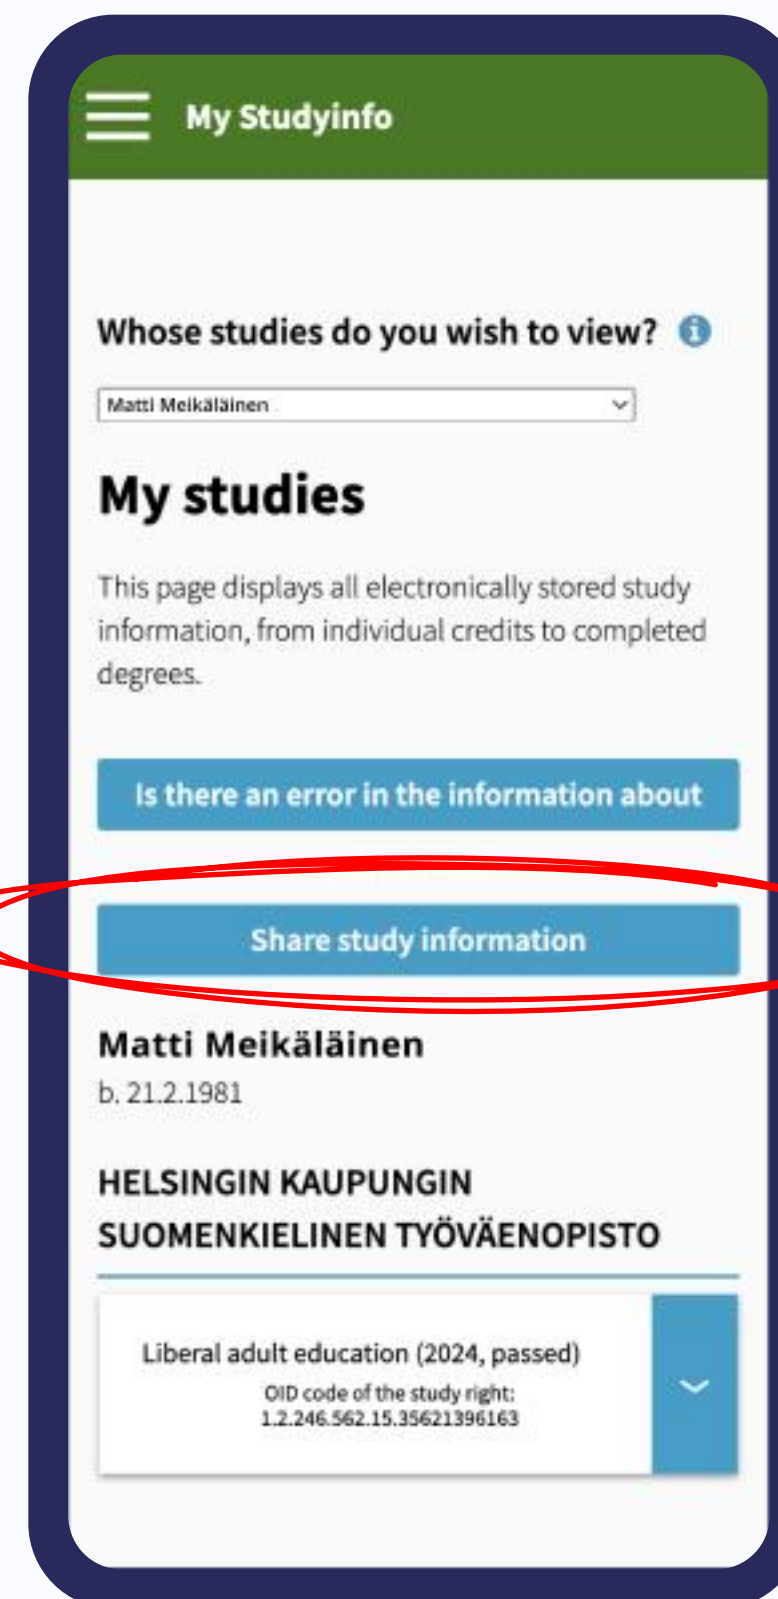 My Studyinfo
Whose studies do you wish to view?
Matti Meikäläinen
My studies
This page displays all electronically stored study
information, from individual credits to completed
degrees.
Is there an error in the information about
Share study information
Matti Meikäläinen
b. 21.2.1981
HELSINGIN KAUPUNGIN
SUOMENKIELINEN TYÖVÄENOPISTO
Liberal adult education (2024, passed)
OID code of the study right:
1.2.246.562.15.35621396163